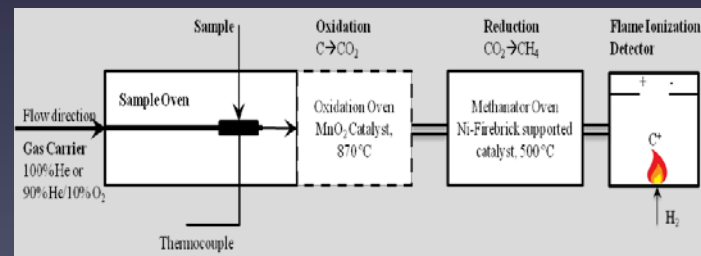 Sample
Oxidation
C→CO₂
Reduction
CO₂→CH₄
Flame Ionization
Detector
Flow direction
Gas Carrier
100%He or
90%He/10%O₂
Sample Oven
Thermocouple
Oxidation Oven
MnO₂ Catalyst,
870°C
Methanator Oven
Ni-Firebrick supported
catalyst, 500°C
+ -
C⁺
H₂